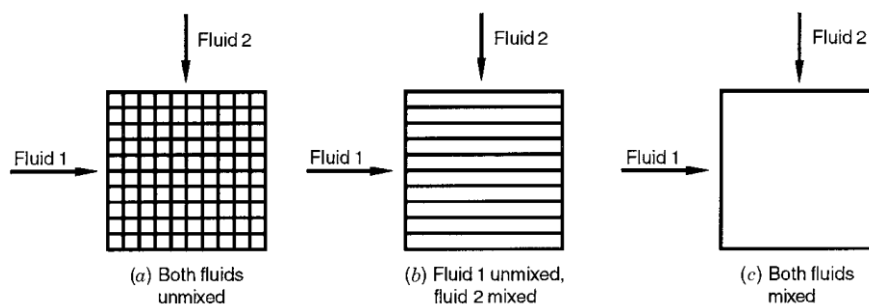 Fluid 2
Fluid 2
Fluid 2
Fluid 1
Fluid 1
Fluid 1
(a) Both fluids
unmixed
(b) Fluid 1 unmixed,
fluid 2 mixed
(c) Both fluids
mixed